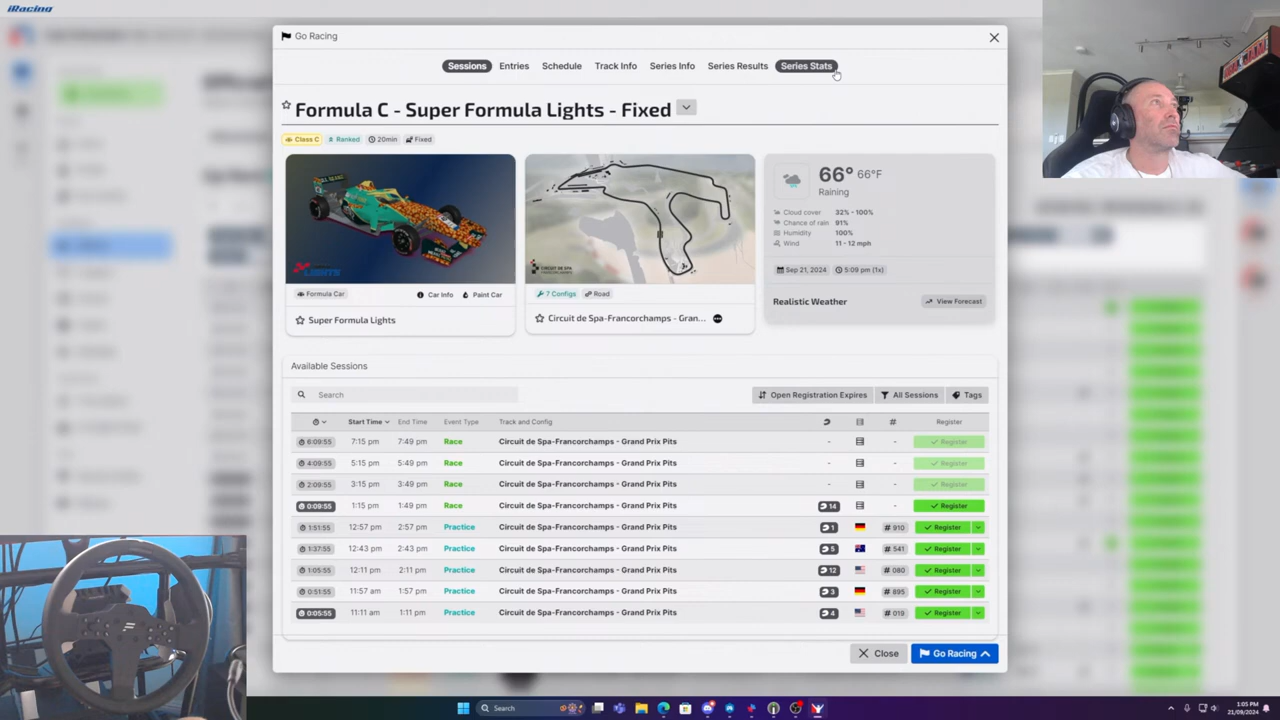 iRacing
Go Racing
Sessions Entries Schedule Track Info Series Info Series Results Series Stats
Formula C - Super Formula Lights - Fixed
Class C Ranked 20min Fixed
LIGHTS
Formula Car Car Info Paint Car
Super Formula Lights
CIRCUIT DE SPA-FRANCORCHAMPS
7 Configs Road
Circuit de Spa-Francorchamps - Gran...
66° 66°F
Raining
Cloud cover 32% - 100%
Chance of rain 91%
Humidity 100%
Wind 11 - 12 mph
Sep 21, 2024 5:09 pm (1x)
Realistic Weather View Forecast
Available Sessions
Search Open Registration Expires All Sessions Tags
Start Time End Time Event Type Track and Config # Register
6:09:55 7:15 pm 7:49 pm Race Circuit de Spa-Francorchamps - Grand Prix Pits - - Register
4:09:55 5:15 pm 5:49 pm Race Circuit de Spa-Francorchamps - Grand Prix Pits - - Register
2:09:55 3:15 pm 3:49 pm Race Circuit de Spa-Francorchamps - Grand Prix Pits - - Register
0:09:55 1:15 pm 1:49 pm Race Circuit de Spa-Francorchamps - Grand Prix Pits 14 - Register
1:51:55 12:57 pm 2:57 pm Practice Circuit de Spa-Francorchamps - Grand Prix Pits 1 # 910 Register
1:37:55 12:43 pm 2:43 pm Practice Circuit de Spa-Francorchamps - Grand Prix Pits 5 # 541 Register
1:05:55 12:11 pm 2:11 pm Practice Circuit de Spa-Francorchamps - Grand Prix Pits 12 # 080 Register
0:51:55 11:57 am 1:57 pm Practice Circuit de Spa-Francorchamps - Grand Prix Pits 3 # 895 Register
0:05:55 11:11 am 1:11 pm Practice Circuit de Spa-Francorchamps - Grand Prix Pits 4 # 019 Register
Close Go Racing
Search
1:05 PM
21/09/2024